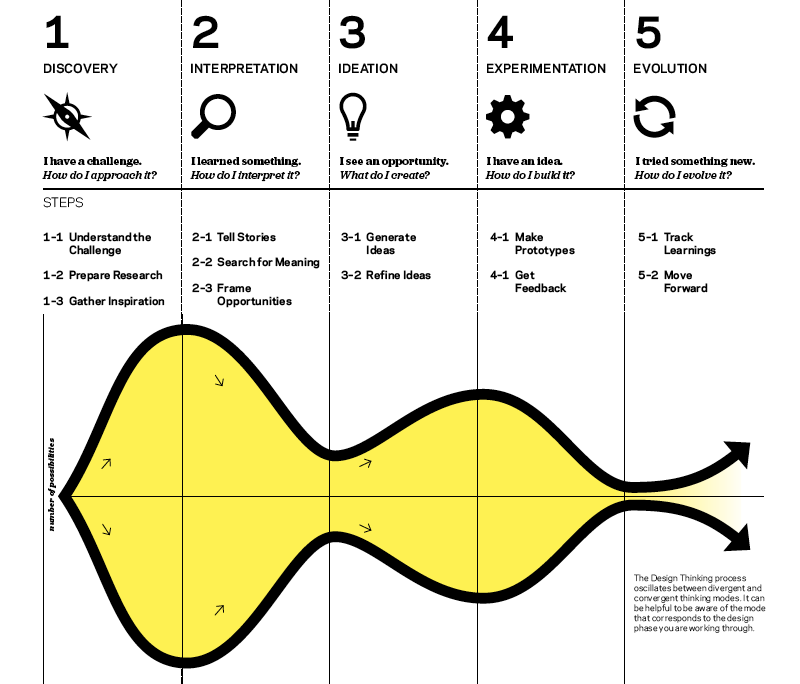 1
DISCOVERY
I have a challenge.
How do I approach it?
2
INTERPRETATION
I learned something.
How do I interpret it?
3
IDEATION
I see an opportunity.
What do I create?
4
EXPERIMENTATION
I have an idea.
How do I build it?
5
EVOLUTION
I tried something new.
How do I evolve it?
STEPS
1-1 Understand the
Challenge
1-2 Prepare Research
1-3 Gather Inspiration
2-1 Tell Stories
2-2 Search for Meaning
2-3 Frame
Opportunities
3-1 Generate
Ideas
3-2 Refine Ideas
4-1 Make
Prototypes
4-1 Get
Feedback
5-1 Track
Learnings
5-2 Move
Forward
number of possibilities
The Design Thinking process
oscillates between divergent and
convergent thinking modes. It can
be helpful to be aware of the mode
that corresponds to the design
phase you are working through.